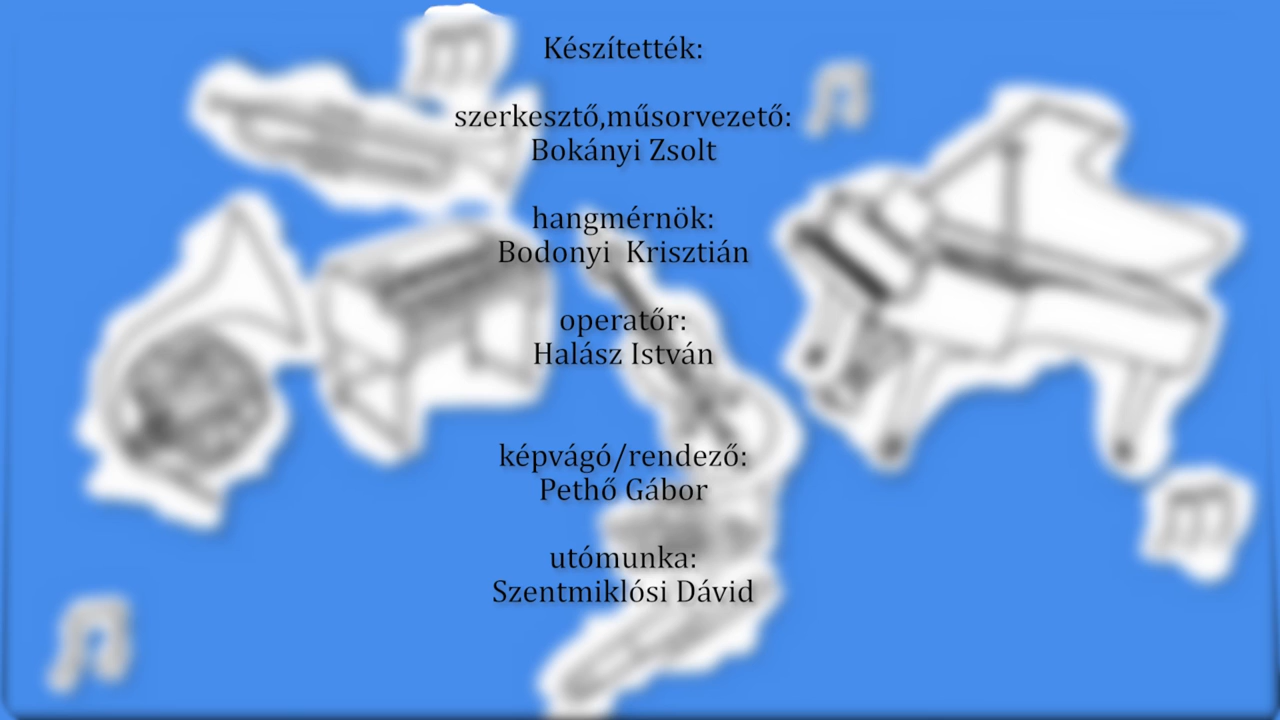 Készítették:
szerkesztő,műsorvezető:
Bokányi Zsolt
hangmérnök:
Bodonyi  Krisztián
operatőr:
Halász István
képvágó/rendező:
Pethő Gábor
utómunka:
Szentmiklósi Dávid